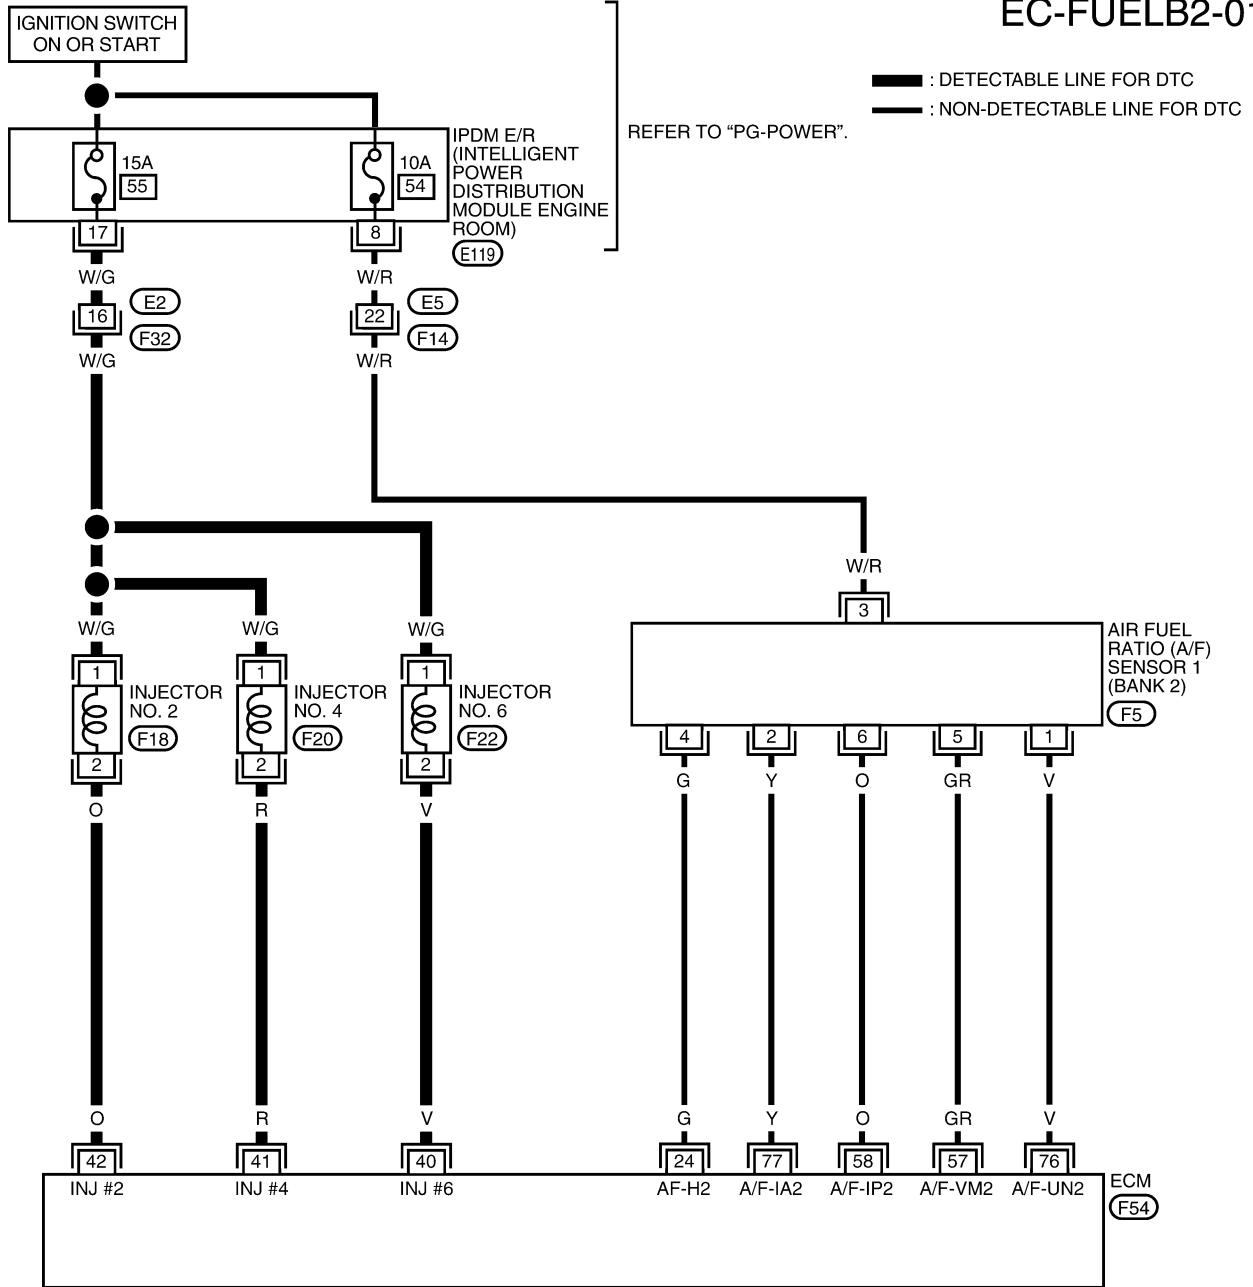 EC-FUELB2-01
IGNITION SWITCH
ON OR START
: DETECTABLE LINE FOR DTC
: NON-DETECTABLE LINE FOR DTC
REFER TO “PG-POWER”.
15A
55
10A
54
IPDM E/R
(INTELLIGENT
POWER
DISTRIBUTION
MODULE ENGINE
ROOM)
E119
17
8
W/G
W/R
16
E2
F32
22
E5
F14
W/G
W/R
W/R
3
W/G
W/G
W/G
1
1
1
INJECTOR
NO. 2
F18
INJECTOR
NO. 4
F20
INJECTOR
NO. 6
F22
AIR FUEL
RATIO (A/F)
SENSOR 1
(BANK 2)
F5
2
2
2
4
2
6
5
1
O
R
V
G
Y
O
GR
V
O
R
V
G
Y
O
GR
V
42
41
40
24
77
58
57
76
INJ #2
INJ #4
INJ #6
AF-H2
A/F-IA2
A/F-IP2
A/F-VM2
A/F-UN2
ECM
F54